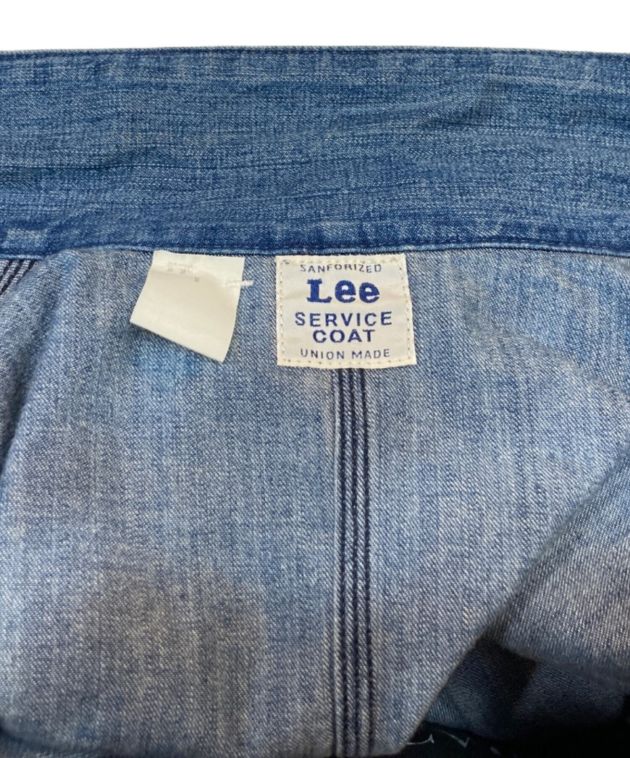 SANFORIZED
Lee
SERVICE
COAT
UNION MADE